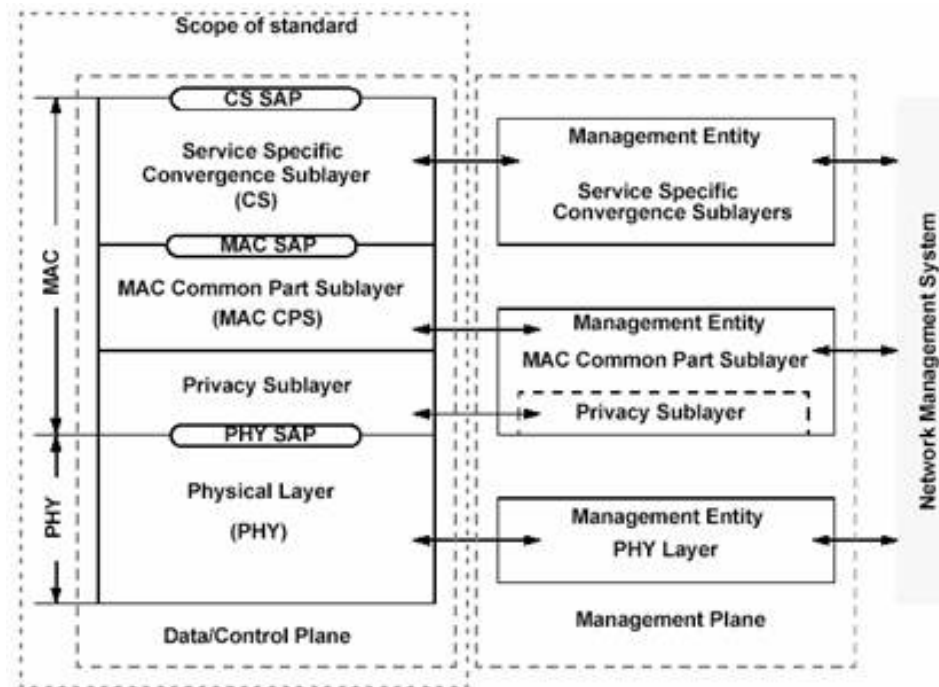 Scope of standard
CS SAP
Service Specific
Convergence Sublayer
(CS)
MAC SAP
MAC Common Part Sublayer
(MAC CPS)
Privacy Sublayer
PHY SAP
Physical Layer
(PHY)
Data/Control Plane
MAC
PHY
Management Entity
Service Specific
Convergence Sublayers
Management Entity
MAC Common Part Sublayer
Privacy Sublayer
Management Entity
PHY Layer
Management Plane
Network Management System